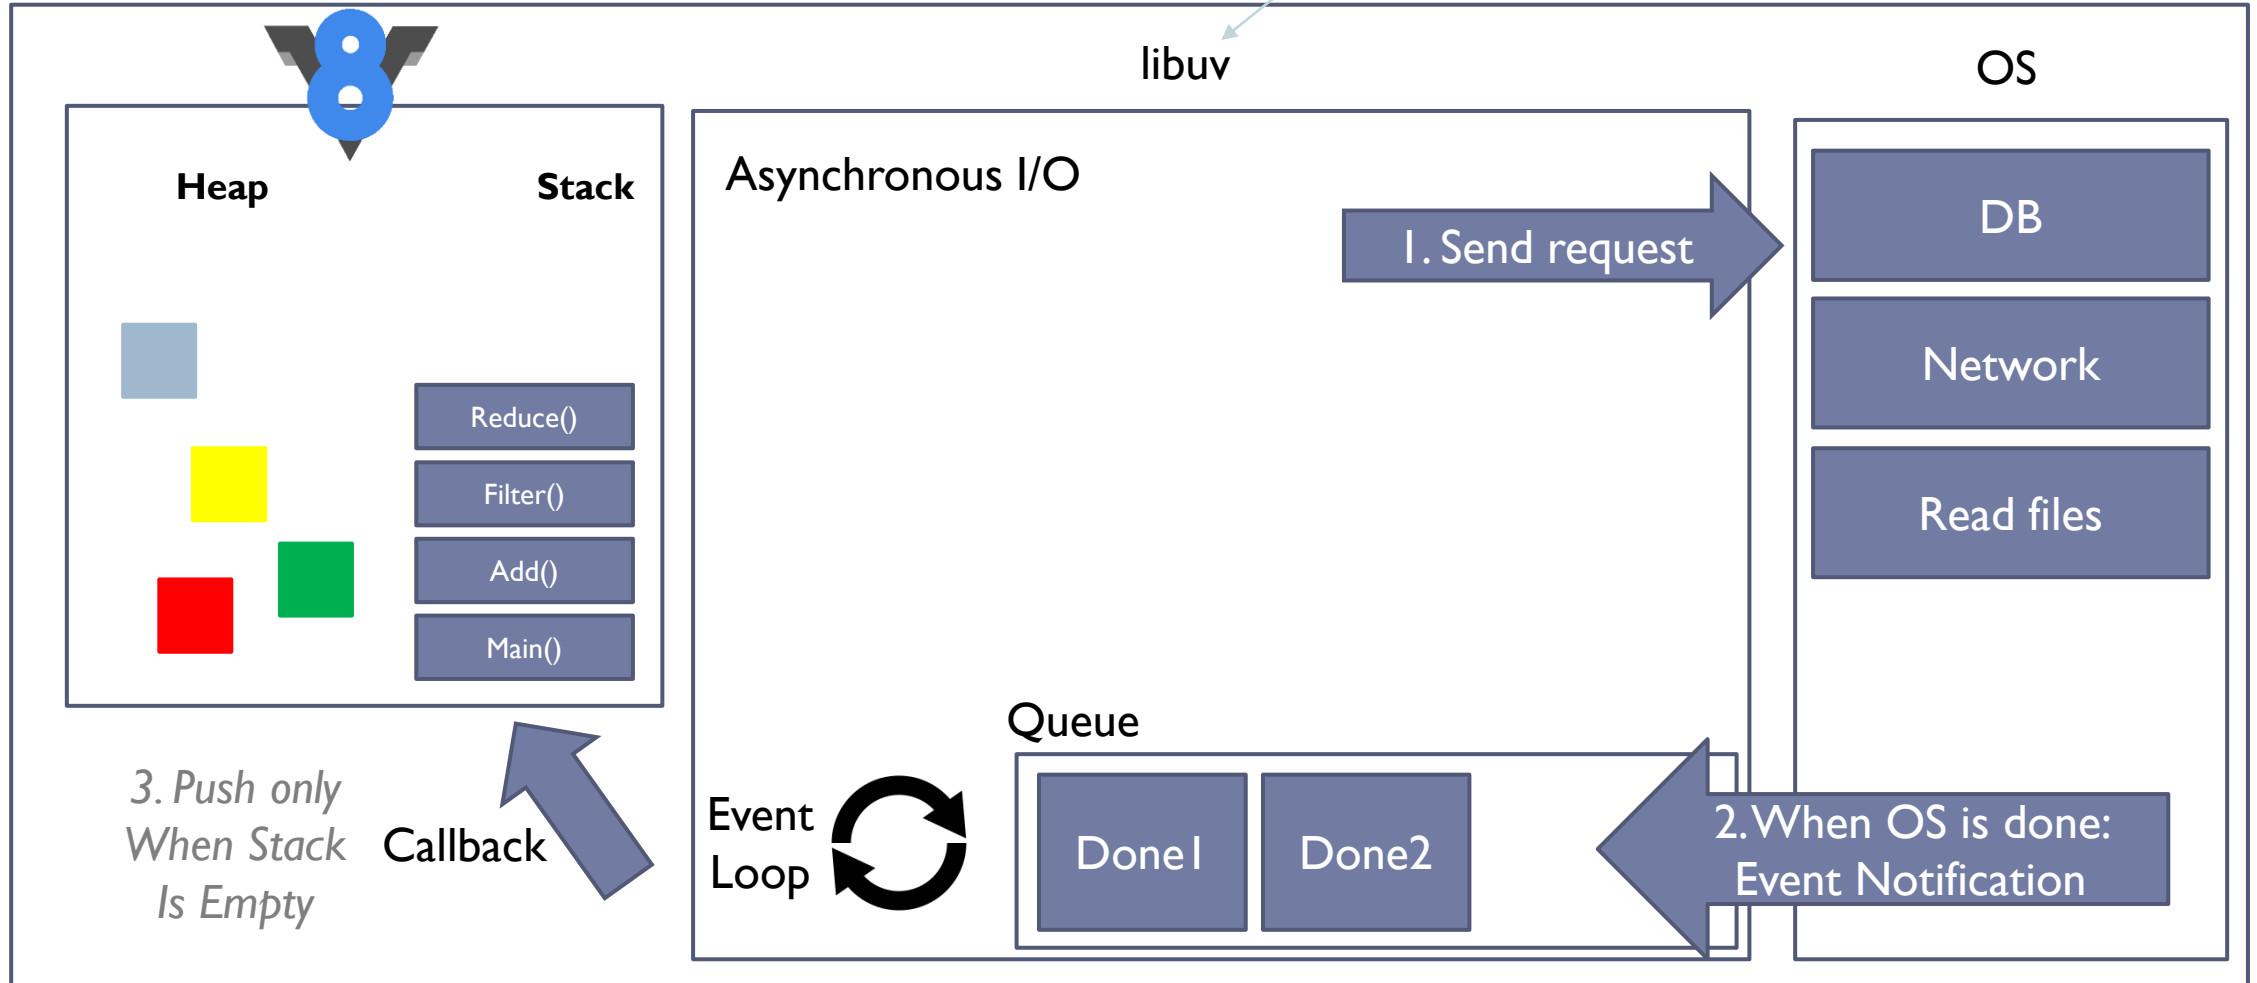 8
libuv
OS
Heap
Stack
Asynchronous I/O
1. Send request
DB
Network
Read files
Reduce()
Filter()
Add()
Main()
Queue
3. Push only
When Stack
Is Empty
Callback
Event
Loop
Done1
Done2
2. When OS is done:
Event Notification